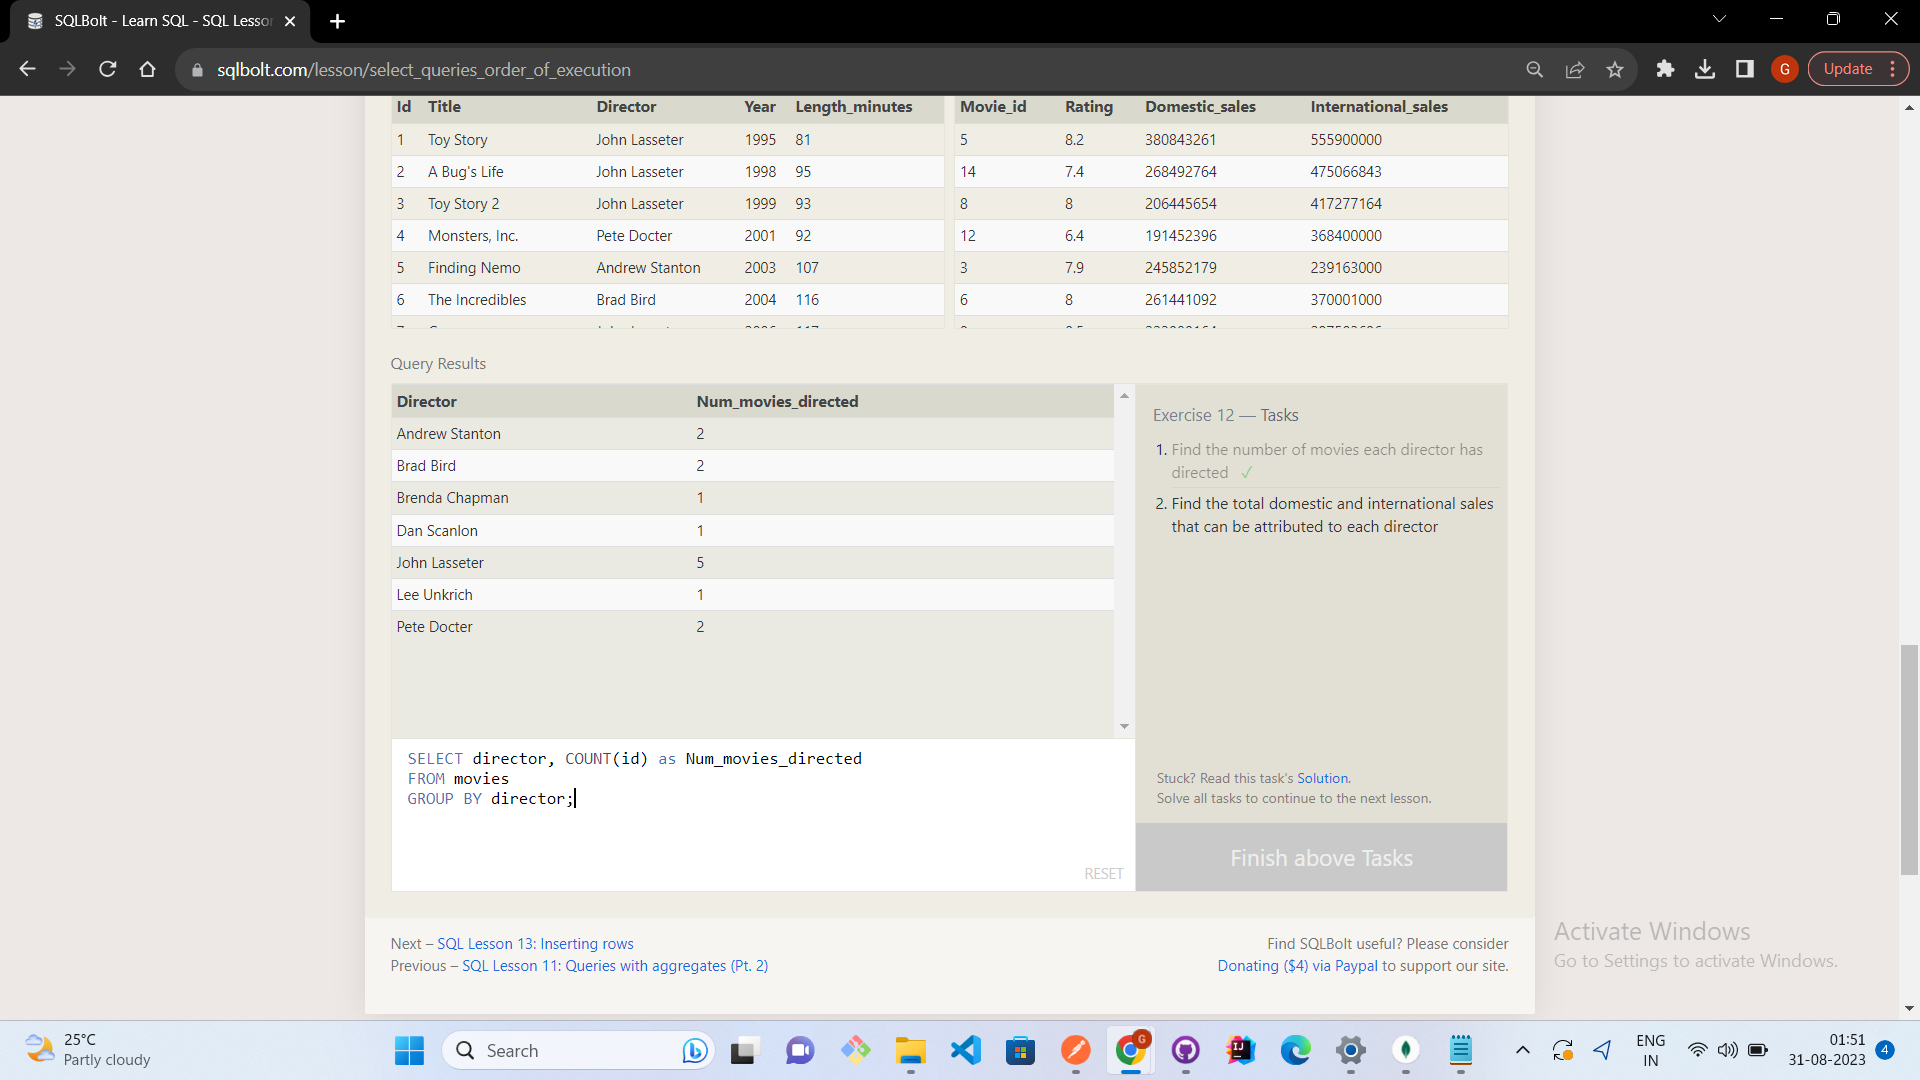 SQLBolt - Learn SQL - SQL Lesson
sqlbolt.com/lesson/select_queries_order_of_execution
G
Update
Id Title Director Year Length_minutes
1 Toy Story John Lasseter 1995 81
2 A Bug's Life John Lasseter 1998 95
3 Toy Story 2 John Lasseter 1999 93
4 Monsters, Inc. Pete Docter 2001 92
5 Finding Nemo Andrew Stanton 2003 107
6 The Incredibles Brad Bird 2004 116
Movie_id Rating Domestic_sales International_sales
5 8.2 380843261 555900000
14 7.4 268492764 475066843
8 8 206445654 417277164
12 6.4 191452396 368400000
3 7.9 245852179 239163000
6 8 261441092 370001000
Query Results
Director Num_movies_directed
Andrew Stanton 2
Brad Bird 2
Brenda Chapman 1
Dan Scanlon 1
John Lasseter 5
Lee Unkrich 1
Pete Docter 2
Exercise 12 — Tasks
1. Find the number of movies each director has
directed ✓
2. Find the total domestic and international sales
that can be attributed to each director
SELECT director, COUNT(id) as Num_movies_directed
FROM movies
GROUP BY director;
RESET
Stuck? Read this task's Solution.
Solve all tasks to continue to the next lesson.
Finish above Tasks
Next – SQL Lesson 13: Inserting rows
Previous – SQL Lesson 11: Queries with aggregates (Pt. 2)
Find SQLBolt useful? Please consider
Donating ($4) via Paypal to support our site.
Activate Windows
Go to Settings to activate Windows.
25°C
Partly cloudy
Search
G
IJ
ENG
IN
01:51
31-08-2023
4